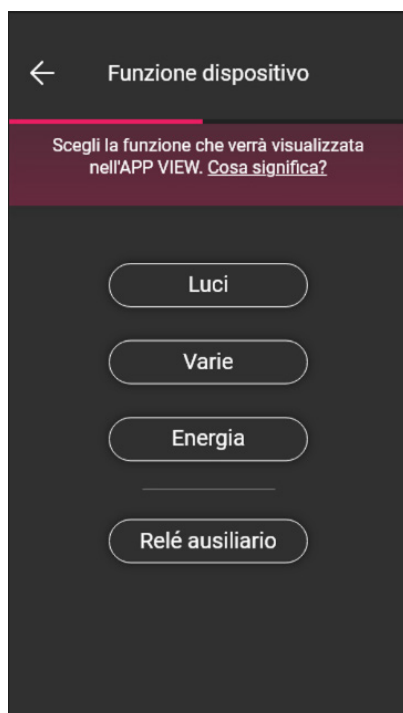 Funzione dispositivo
Scegli la funzione che verrà visualizzata
nell'APP VIEW. Cosa significa?
Luci
Varie
Energia
Relé ausiliario